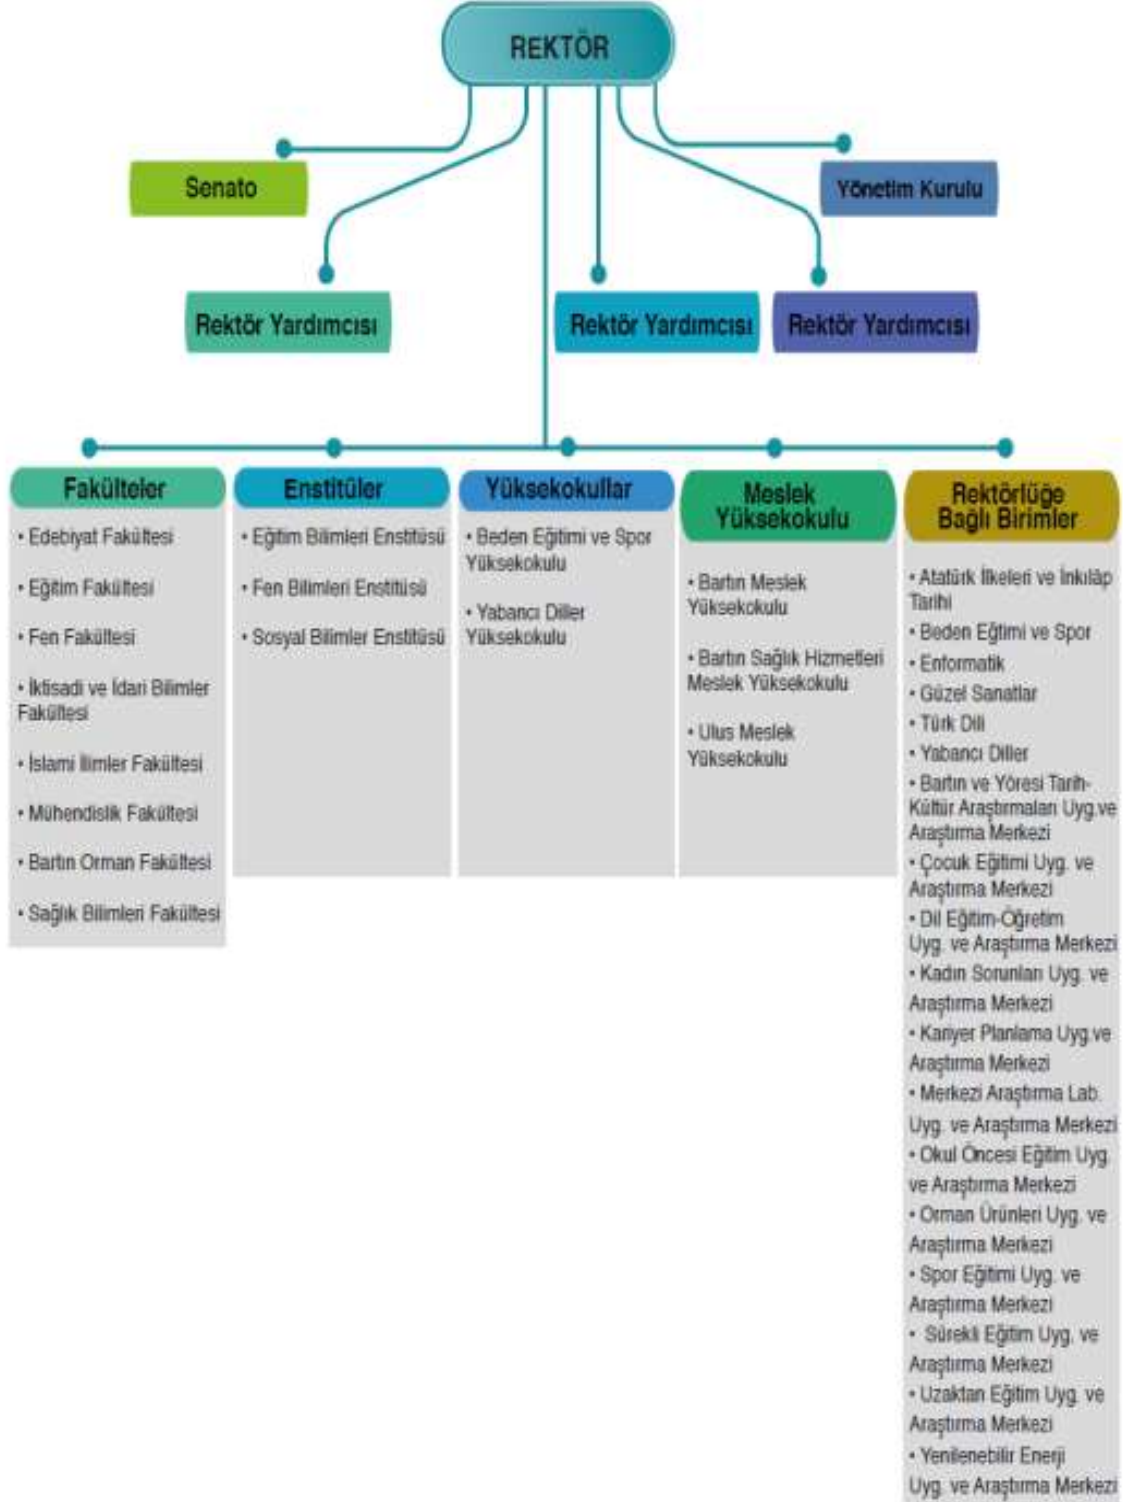 REKTÖR
Senato
Yönetim Kurulu
Rektör Yardımcısı
Rektör Yardımcısı
Rektör Yardımcısı
Fakülteler
• Edebiyat Fakültesi
• Eğitim Fakültesi
• Fen Fakültesi
• İktisadi ve İdari Bilimler
Fakültesi
• İslami İlimler Fakültesi
• Mühendislik Fakültesi
• Bartın Orman Fakültesi
• Sağlık Bilimleri Fakültesi
Enstitüler
• Eğitim Bilimleri Enstitüsü
• Fen Bilimleri Enstitüsü
• Sosyal Bilimler Enstitüsü
Yüksekokullar
• Beden Eğitimi ve Spor
Yüksekokulu
• Yabancı Diller
Yüksekokulu
Meslek
Yüksekokulu
• Bartın Meslek
Yüksekokulu
• Bartın Sağlık Hizmetleri
Meslek Yüksekokulu
• Ulus Meslek
Yüksekokulu
Rektörlüğe
Bağlı Birimler
• Atatürk İlkeleri ve İnkılâp
Tarihi
• Beden Eğitimi ve Spor
• Enformatik
• Güzel Sanatlar
• Türk Dili
• Yabancı Diller
• Bartın ve Yöresi Tarih-
Kültür Araştırmaları Uyg.ve
Araştırma Merkezi
• Çocuk Eğitimi Uyg. ve
Araştırma Merkezi
• Dil Eğitim-Öğretim
Uyg. ve Araştırma Merkezi
• Kadın Sorunları Uyg. ve
Araştırma Merkezi
• Kariyer Planlama Uyg.ve
Araştırma Merkezi
• Merkezi Araştırma Lab.
Uyg. ve Araştırma Merkezi
• Okul Öncesi Eğitim Uyg.
ve Araştırma Merkezi
• Orman Ürünleri Uyg. ve
Araştırma Merkezi
• Spor Eğitimi Uyg. ve
Araştırma Merkezi
• Sürekli Eğitim Uyg. ve
Araştırma Merkezi
• Uzaktan Eğitim Uyg. ve
Araştırma Merkezi
• Yenilenebilir Enerji
Uyg. ve Araştırma Merkezi